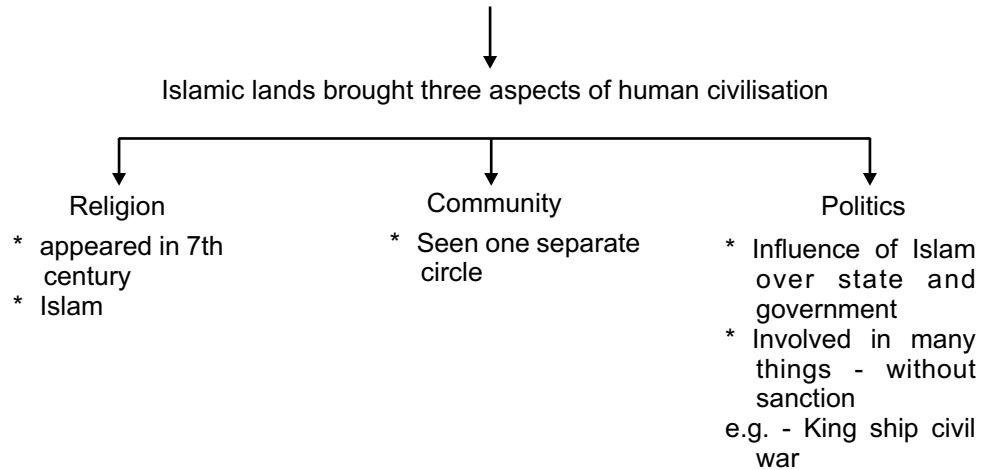 Islamic lands brought three aspects of human civilisation
Religion
* appeared in 7th
century
* Islam
Community
* Seen one separate
circle
Politics
* Influence of Islam
over state and
government
* Involved in many
things - without
sanction
e.g. - King ship civil
war